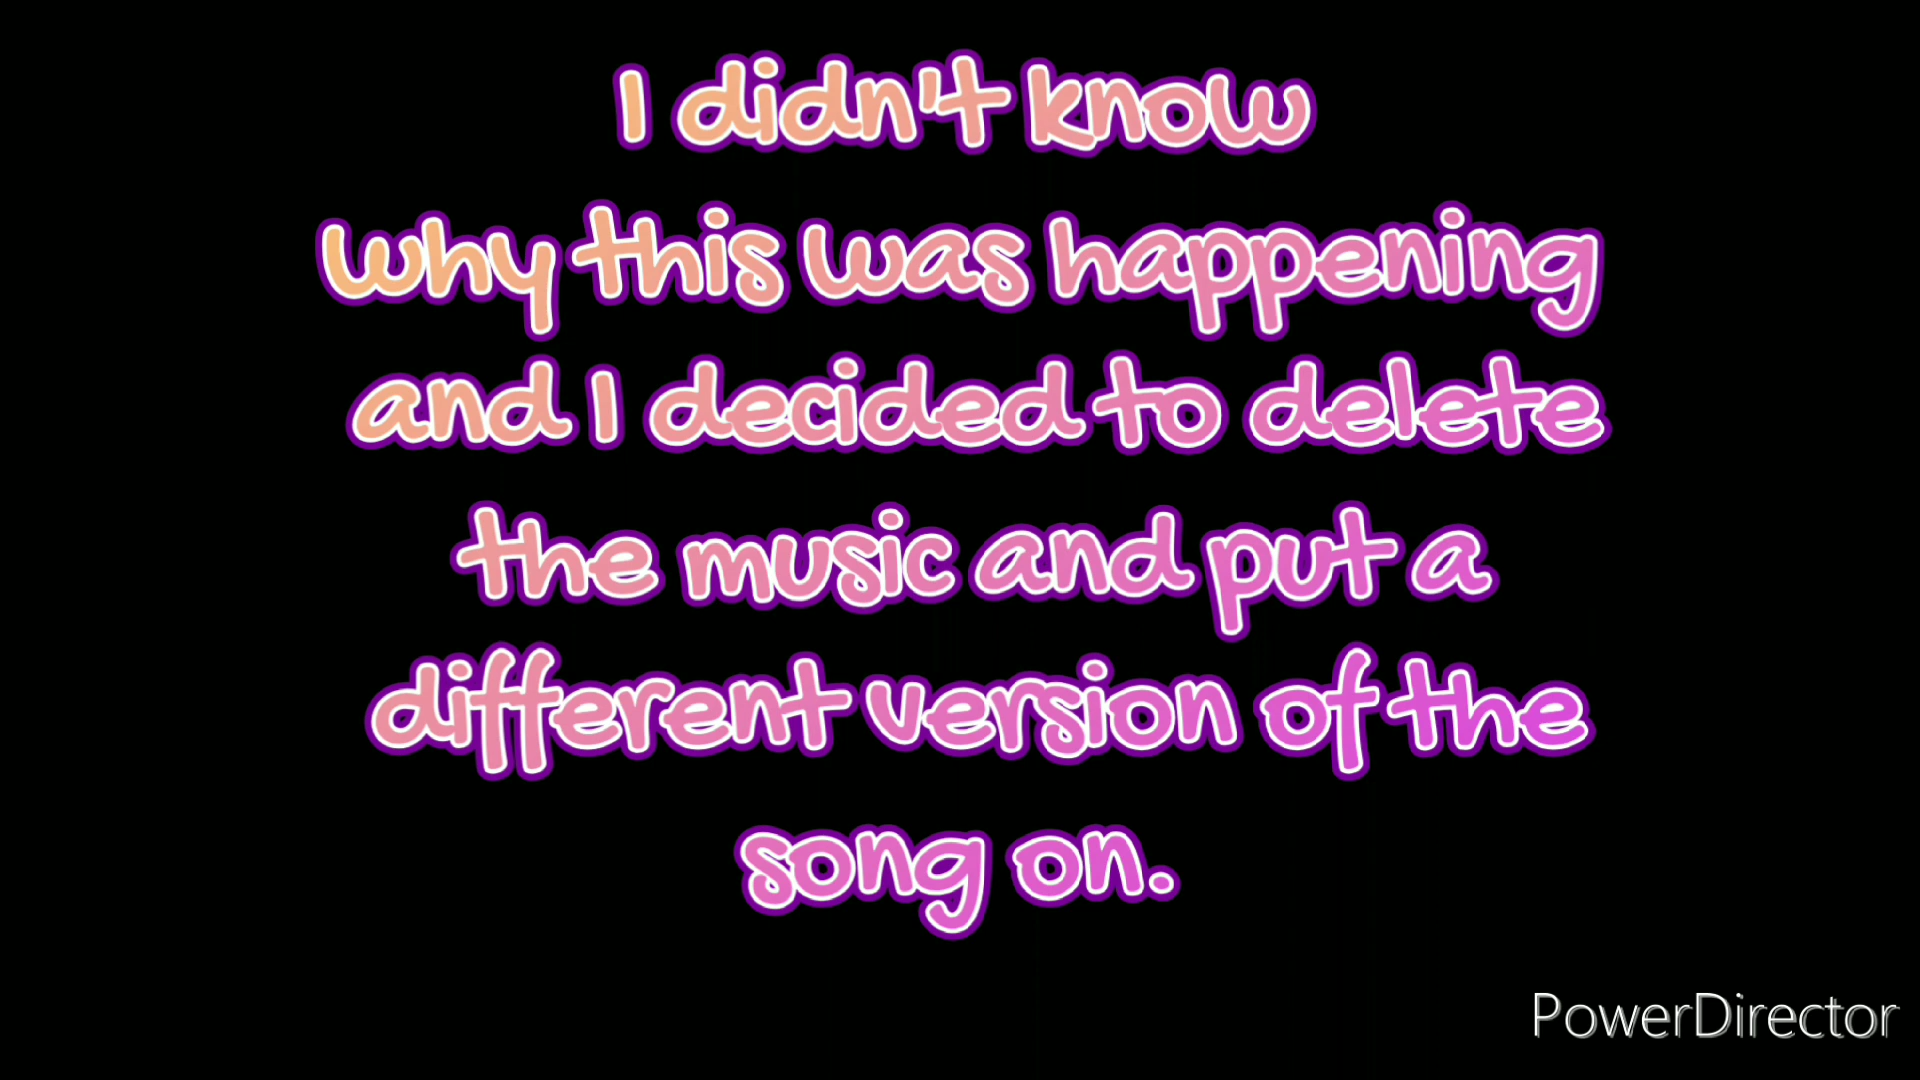 I didn't know
why this was happening
and I decided to delete
the music and put a
different version of the
song on.
PowerDirector